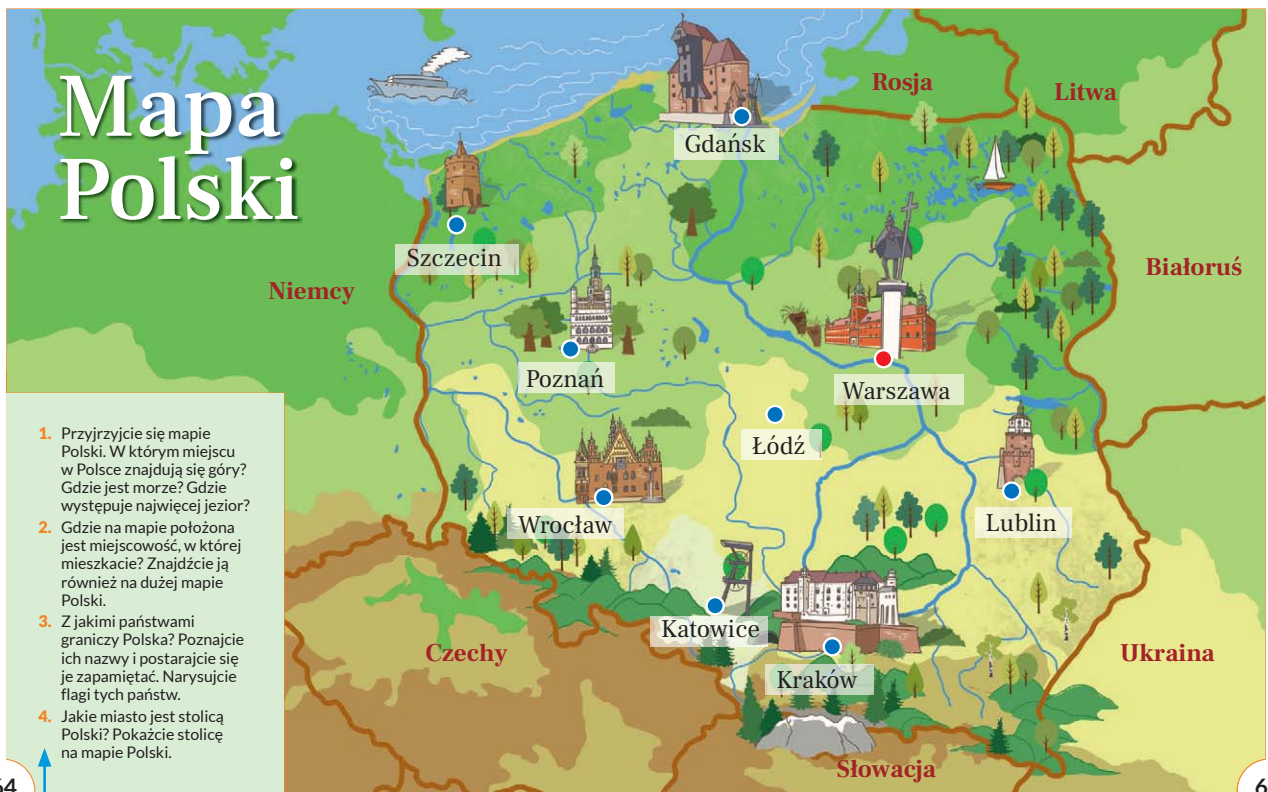 Mapa
Polski
Rosja
Litwa
Gdańsk
Szczecin
Niemcy
Białoruś
Poznań
Warszawa
Łódź
Wrocław
Lublin
Katowice
Czechy
Kraków
Ukraina
Słowacja
1. Przyjrzyjcie się mapie
Polski. W którym miejscu
w Polsce znajdują się góry?
Gdzie jest morze? Gdzie
występuje najwięcej jezior?
2. Gdzie na mapie położona
jest miejscowość, w której
mieszkacie? Znajdźcie ją
również na dużej mapie
Polski.
3. Z jakimi państwami
graniczy Polska? Poznajcie
ich nazwy i postarajcie się
je zapamiętać. Narysujcie
flagi tych państw.
4. Jakie miasto jest stolicą
Polski? Pokażcie stolicę
na mapie Polski.
64
6